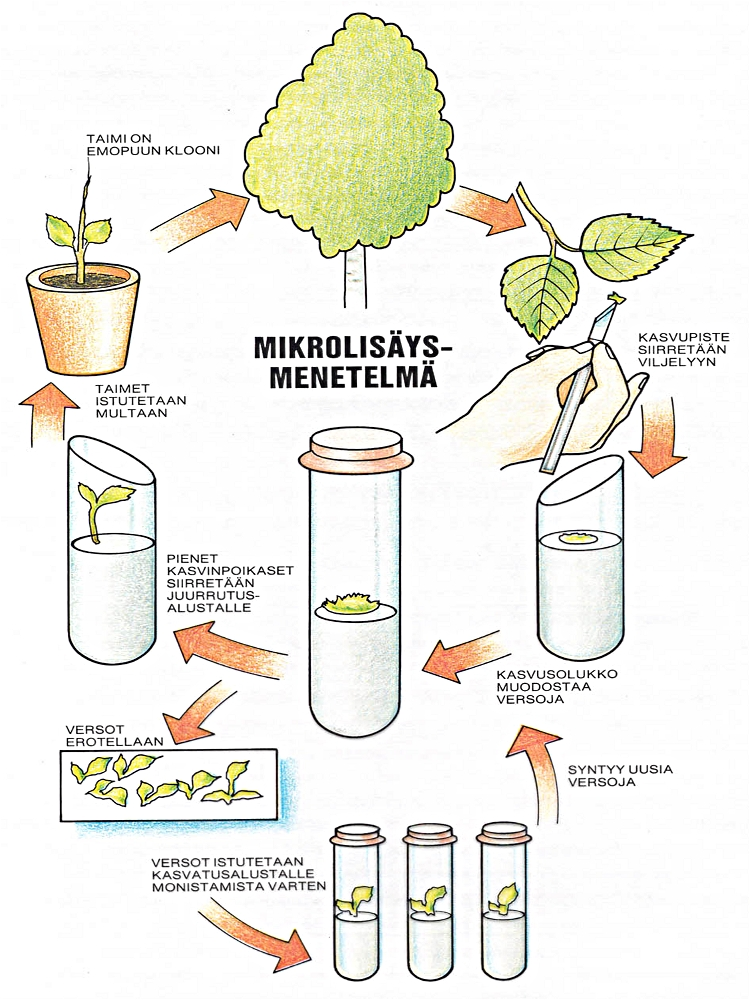 TAIMI ON
EMOPUUN KLOONI
MIKROLISÄYS-
MENETELMÄ
KASVUPISTE
SIIRRETÄÄN
VILJELYYN
TAIMET
ISTUTETAAN
MULTAAN
PIENET
KASVINPOIKASET
SIIRRETÄÄN
JUURRUTUS-
ALUSTALLE
KASVUSOLUKKO
MUODOSTAA
VERSOJA
VERSOT
EROTELLAAN
SYNTYY UUSIA
VERSOJA
VERSOT ISTUTETAAN
KASVATUSALUSTALLE
MONISTAMISTA VARTEN